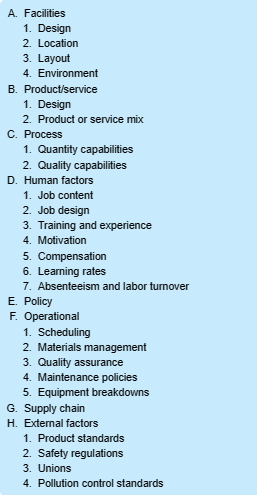 A. Facilities
1. Design
2. Location
3. Layout
4. Environment
B. Product/service
1. Design
2. Product or service mix
C. Process
1. Quantity capabilities
2. Quality capabilities
D. Human factors
1. Job content
2. Job design
3. Training and experience
4. Motivation
5. Compensation
6. Learning rates
7. Absenteeism and labor turnover
E. Policy
F. Operational
1. Scheduling
2. Materials management
3. Quality assurance
4. Maintenance policies
5. Equipment breakdowns
G. Supply chain
H. External factors
1. Product standards
2. Safety regulations
3. Unions
4. Pollution control standards